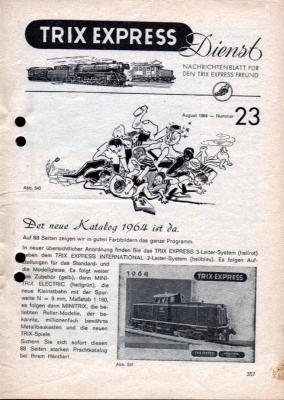 TRIX EXPRESS
Dienst
NACHRICHTENBLATT FÜR
DEN TRIX EXPRESS FREUND
August 1964 – Nummer 23
Abb. 540
Der neue Katalog 1964 ist da.
Auf 88 Seiten zeigen wir in guten Farbbildern das ganze Programm.
In neuer übersichtlicher Anordnung finden Sie das TRIX EXPRESS 3-Leiter-System (hellrot)
neben dem TRIX EXPRESS INTERNATIONAL 2-Leiter-System (hellblau). Es folgen Auf-
stellungen für das Standard- und
die Modellgleise. Es folgt weiter
das Zubehör (gelb), dann MINI-
TRIX ELECTRIC (hellgrün), die
neue Kleinstbahn mit der Spur-
weite N = 9 mm, Maßstab 1:160,
es folgen dann MINITRIX, die be-
liebten Roller-Modelle, der be-
kannte, millionenfach bewährte
Metallbaukasten und die neuen
TRIX-Spiele.
Sichern Sie sich sofort diesen
88 Seiten starken Prachtkatalog
bei Ihrem Händler!
1964
TRIX EXPRESS
Abb. 541
357